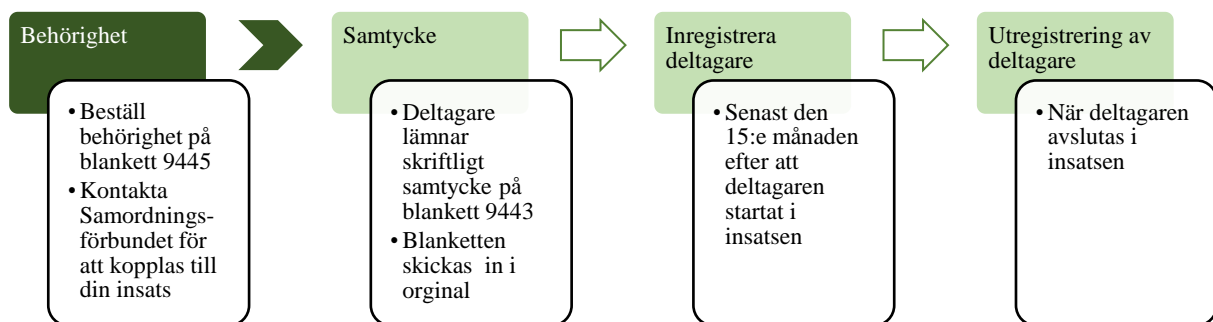 Behörighet
• Beställ
behörighet på
blankett 9445
• Kontakta
Samordnings-
förbundet för
att kopplas till
din insats
Samtycke
• Deltagare
lämnar
skriftligt
samtycke på
blankett 9443
• Blanketten
skickas in i
orginal
Inregistrera
deltagare
• Senast den
15:e månaden
efter att
deltagaren
startat i
insatsen
Utregistrering av
deltagare
• När deltagaren
avslutas i
insatsen